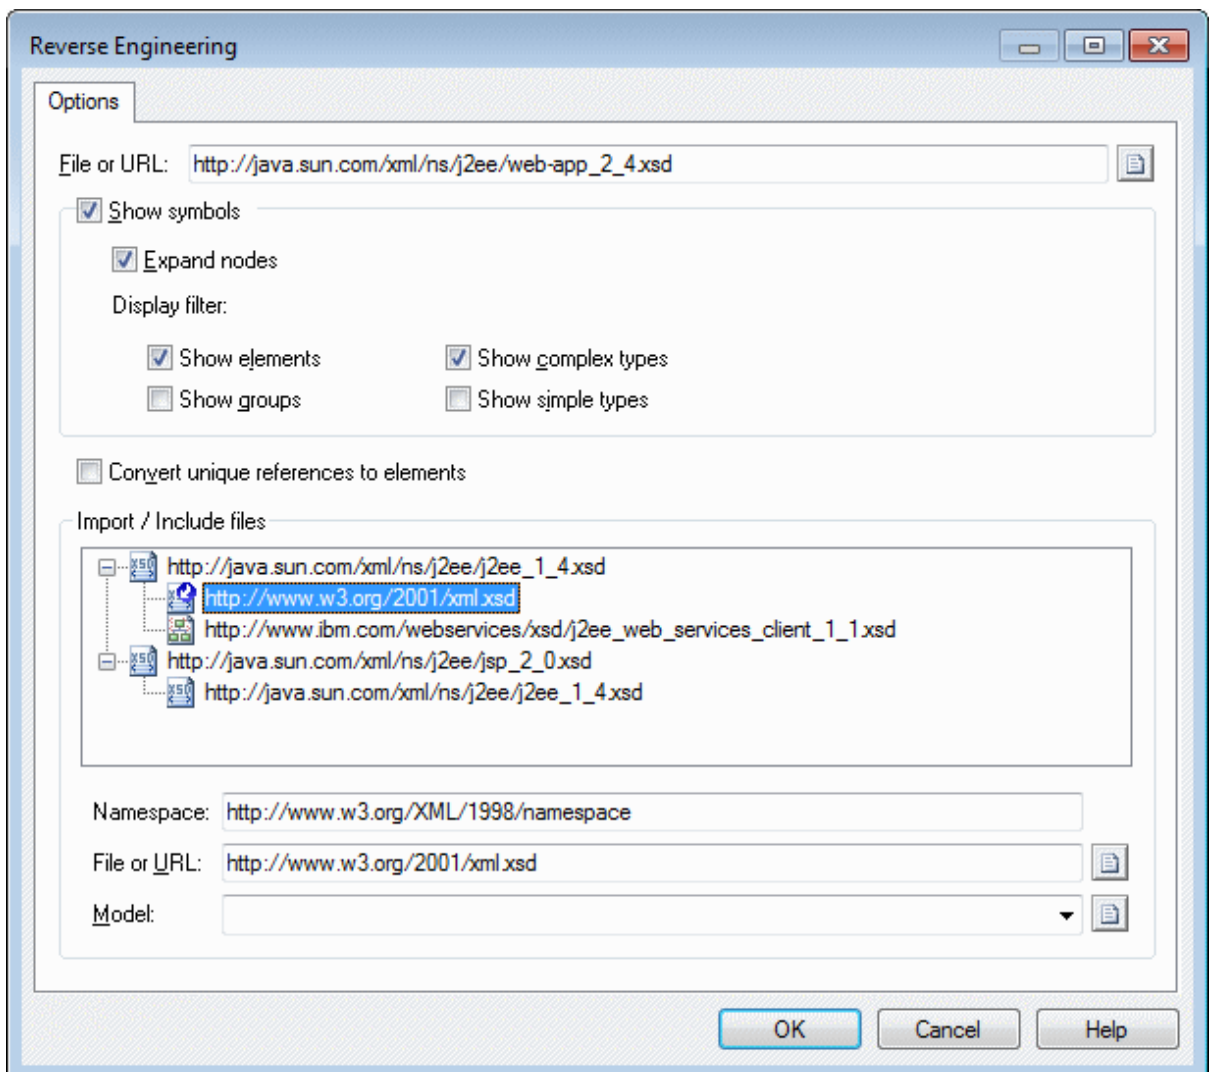 Reverse Engineering
Options
File or URL: http://java.sun.com/xml/ns/j2ee/web-app_2_4.xsd
Show symbols
Expand nodes
Display filter:
Show elements Show complex types
Show groups Show simple types
Convert unique references to elements
Import / Include files
http://java.sun.com/xml/ns/j2ee/j2ee_1_4.xsd
http://www.w3.org/2001/xml.xsd
http://www.ibm.com/webservices/xsd/j2ee_web_services_client_1_1.xsd
http://java.sun.com/xml/ns/j2ee/jsp_2_0.xsd
http://java.sun.com/xml/ns/j2ee/j2ee_1_4.xsd
Namespace: http://www.w3.org/XML/1998/namespace
File or URL: http://www.w3.org/2001/xml.xsd
Model:
OK Cancel Help